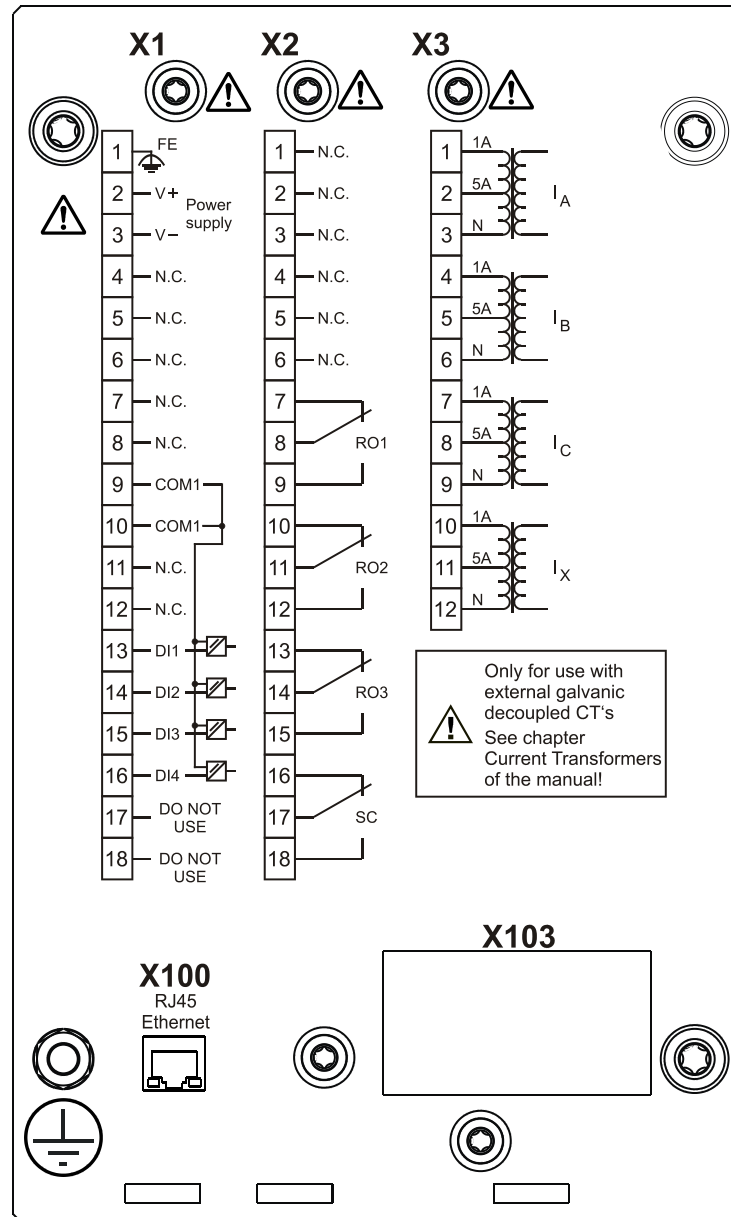 X1
X2
X3
1 FE
2 V+
Power
supply
3 V–
4 N.C.
5 N.C.
6 N.C.
7 N.C.
8 N.C.
9 COM1
10 COM1
11 N.C.
12 N.C.
13 DI1
14 DI2
15 DI3
16 DI4
17 DO NOT
USE
18 DO NOT
USE
1 N.C.
2 N.C.
3 N.C.
4 N.C.
5 N.C.
6 N.C.
7
8 RO1
9
10
11 RO2
12
13
14 RO3
15
16
17 SC
18
1 1A
2 5A IA
3 N
4 1A
5 5A IB
6 N
7 1A
8 5A IC
9 N
10 1A
11 5A IX
12 N
Only for use with
external galvanic
decoupled CT‘s
See chapter
Current Transformers
of the manual!
X100
RJ45
Ethernet
X103